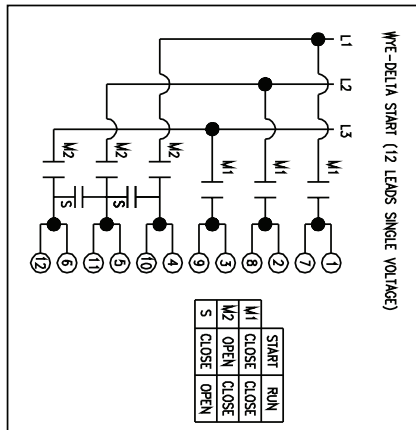 WYE-DELTA START (12 LEADS SINGLE VOLTAGE)
L1
L2
L3
M2
M2
M2
M1
M1
M1
S
S
12
6
11
5
10
4
9
3
8
2
7
1
START RUN
M1 CLOSE CLOSE
M2 OPEN CLOSE
S CLOSE OPEN